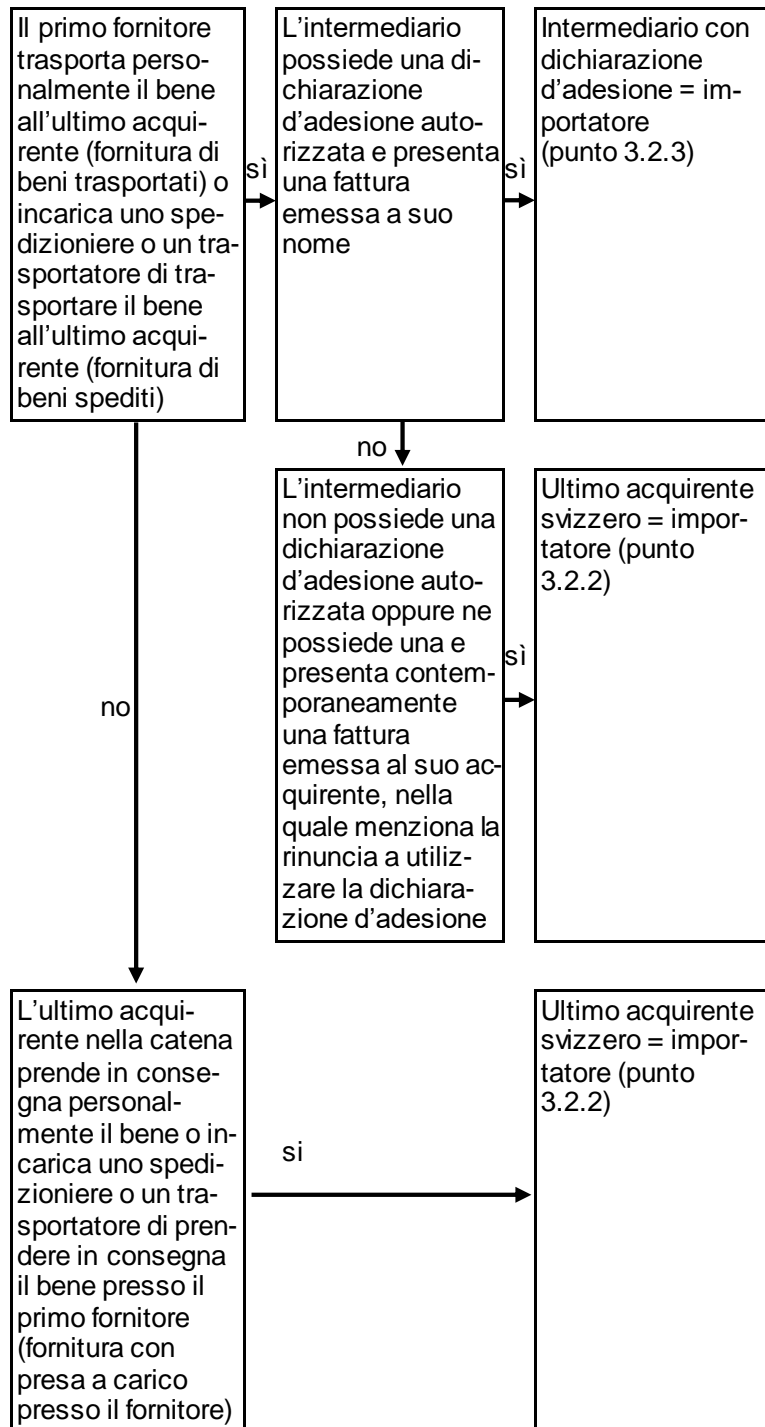 Il primo fornitore
trasporta perso-
nalmente il bene
all'ultimo acqui-
rente (fornitura di
beni trasportati) o
incarica uno spe-
dizioniere o un tra-
sportatore di tra-
sportare il bene
all'ultimo acqui-
rente (fornitura di
beni spediti)
sì
L'intermediario
possiede una di-
chiarazione
d'adesione auto-
rizzata e presenta
una fattura
emessa a suo
nome
sì
Intermediario con
dichiarazione
d'adesione = im-
portatore
(punto 3.2.3)
no
L'intermediario
non possiede una
dichiarazione
d'adesione auto-
rizzata oppure ne
possiede una e
presenta contem-
poraneamente
una fattura
emessa al suo ac-
quirente, nella
quale menziona la
rinuncia a utiliz-
zare la dichiara-
zione d'adesione
sì
Ultimo acquirente
svizzero = impor-
tatore (punto
3.2.2)
no
L'ultimo acqui-
rente nella catena
prende in conse-
gna personal-
mente il bene o in-
carica uno spedi-
zioniere o un tra-
sportatore di pren-
dere in consegna
il bene presso il
primo fornitore
(fornitura con
presa a carico
presso il fornitore)
si
Ultimo acquirente
svizzero = impor-
tatore (punto
3.2.2)